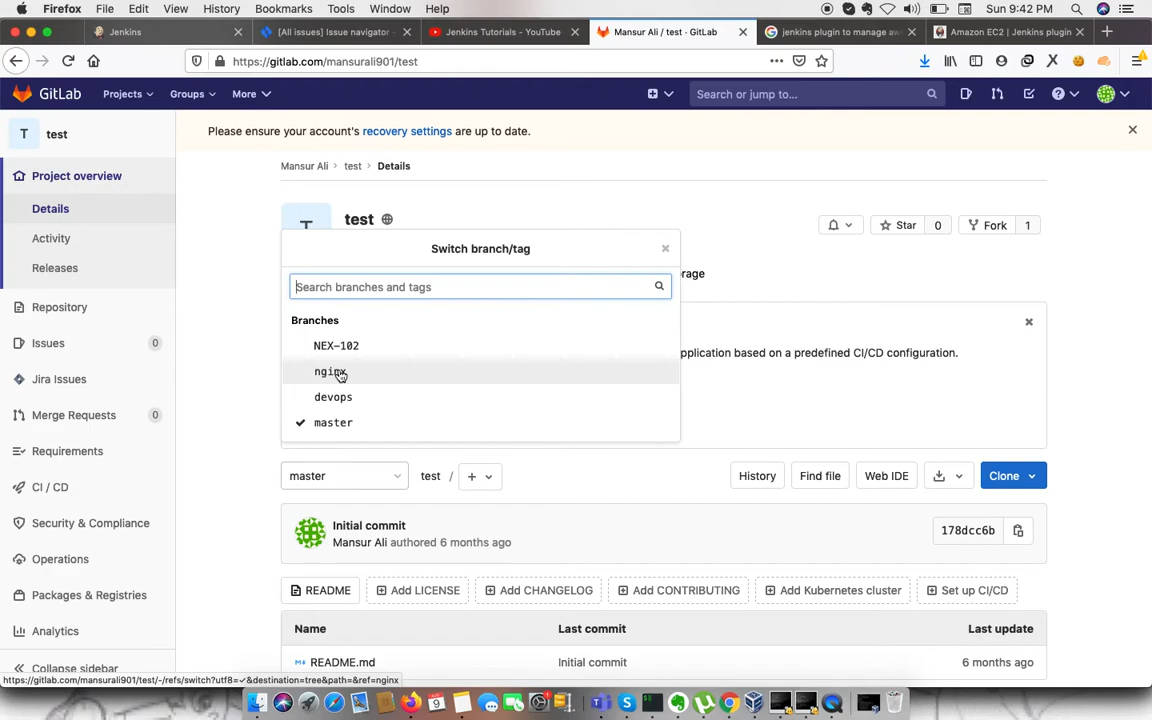 Firefox File Edit View History Bookmarks Tools Window Help Sun 9:42 PM
Jenkins × [All issues] Issue navigator - × Jenkins Tutorials - YouTube × Mansur Ali / test · GitLab × jenkins plugin to manage aw × Amazon EC2 | Jenkins plugin × +
https://gitlab.com/mansurali901/test
GitLab Projects Groups More Search or jump to...
T test
Please ensure your account's recovery settings are up to date.
Mansur Ali > test > Details
Project overview
Details
Activity
Releases
Repository
Issues 0
Jira Issues
Merge Requests 0
Requirements
CI / CD
Security & Compliance
Operations
Packages & Registries
Analytics
Collapse sidebar
T test
Star 0 Fork 1
Switch branch/tag
rage
Search branches and tags
Branches
NEX-102
pplication based on a predefined CI/CD configuration.
nginx
devops
master
master test / + History Find file Web IDE Clone
Initial commit
Mansur Ali authored 6 months ago
178dcc6b
README Add LICENSE Add CHANGELOG Add CONTRIBUTING Add Kubernetes cluster Set up CI/CD
Name Last commit Last update
README.md Initial commit 6 months ago
https://gitlab.com/mansurali901/test/-/refs/switch?utf8=✓&destination=tree&path=&ref=nginx